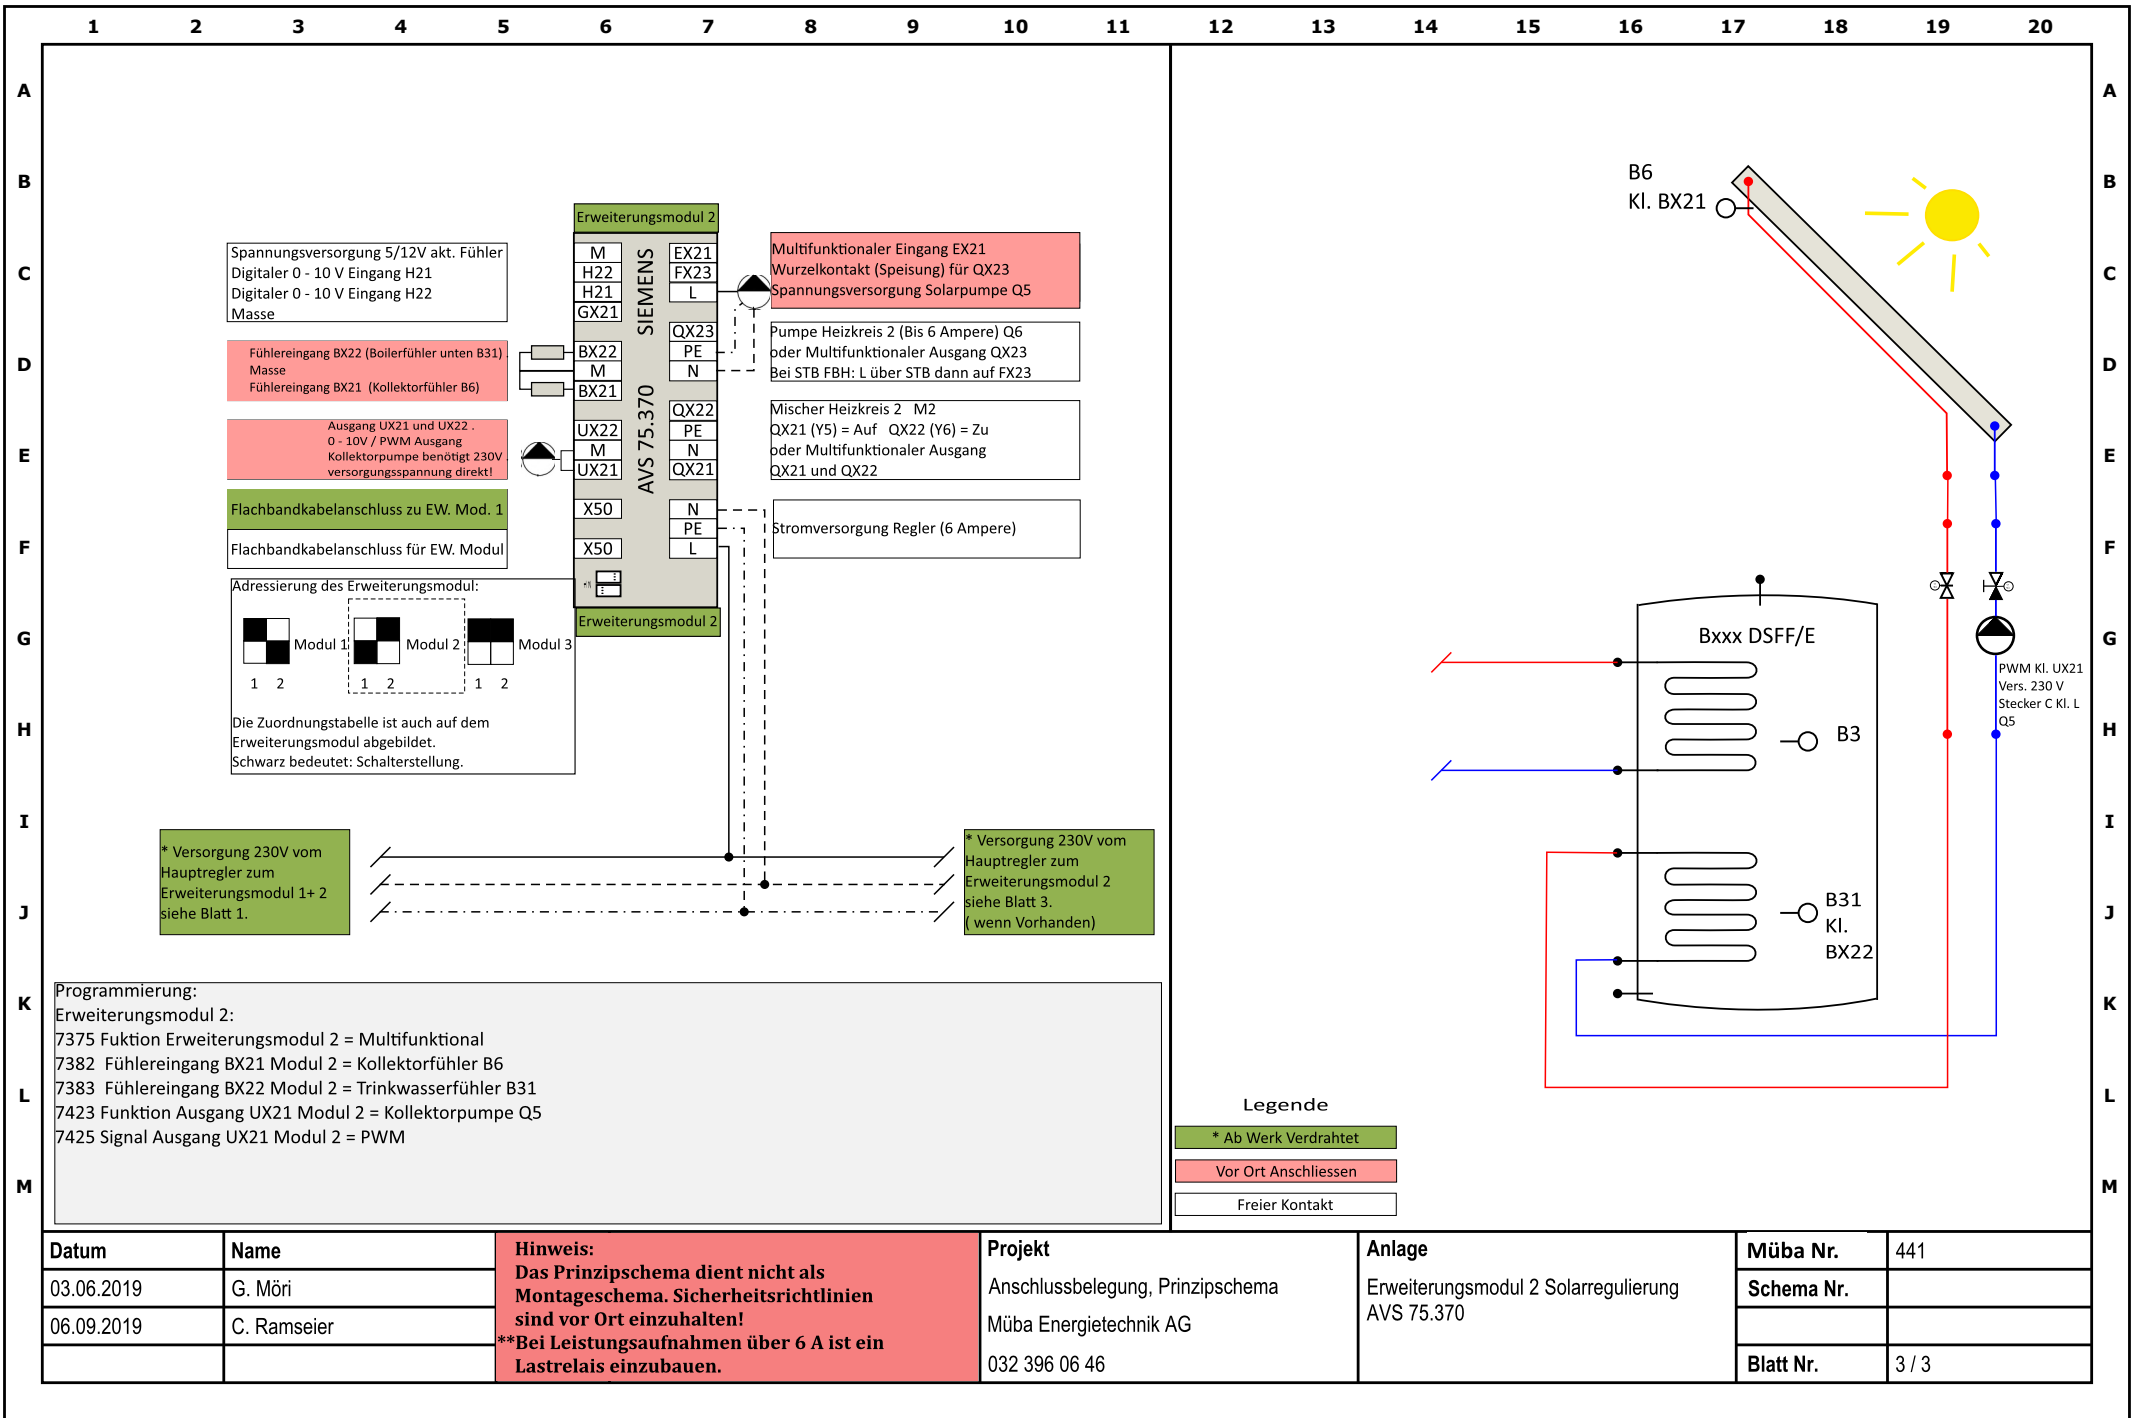 1 2 3 4 5 6 7 8 9 10 11 12 13 14 15 16 17 18 19 20
A
B
C
D
E
F
G
H
I
J
K
L
M
Erweiterungsmodul 2
Spannungsversorgung 5/12V akt. Fühler
Digitaler 0 - 10 V Eingang H21
Digitaler 0 - 10 V Eingang H22
Masse
Fühlereingang BX22 (Boilerfühler unten B31) .
Masse
Fühlereingang BX21  (Kollektorfühler B6)
Ausgang UX21 und UX22 .
0 - 10V / PWM Ausgang
Kollektorpumpe benötigt 230V .
versorgungsspannung direkt!
Flachbandkabelanschluss zu EW. Mod. 1
Flachbandkabelanschluss für EW. Modul
M
H22
H21
GX21
BX22
M
BX21
UX22
M
UX21
X50
X50
SIEMENS
AVS 75.370
EX21
FX23
L
QX23
PE
N
QX22
PE
N
QX21
N
PE
L
Erweiterungsmodul 2
Multifunktionaler Eingang EX21
Wurzelkontakt (Speisung) für QX23
Spannungsversorgung Solarpumpe Q5
Pumpe Heizkreis 2 (Bis 6 Ampere) Q6
oder Multifunktionaler Ausgang QX23
Bei STB FBH: L über STB dann auf FX23
Mischer Heizkreis 2   M2
QX21 (Y5) = Auf   QX22 (Y6) = Zu
oder Multifunktionaler Ausgang
QX21 und QX22
Stromversorgung Regler (6 Ampere)
Adressierung des Erweiterungsmodul:
Modul 1
Modul 2
Modul 3
1 2
1 2
1 2
Die Zuordnungstabelle ist auch auf dem
Erweiterungsmodul abgebildet.
Schwarz bedeutet: Schalterstellung.
* Versorgung 230V vom
Hauptregler zum
Erweiterungsmodul 1+ 2
siehe Blatt 1.
* Versorgung 230V vom
Hauptregler zum
Erweiterungsmodul 2
siehe Blatt 3.
( wenn Vorhanden)
Programmierung:
Erweiterungsmodul 2:
7375 Fuktion Erweiterungsmodul 2 = Multifunktional
7382  Fühlereingang BX21 Modul 2 = Kollektorfühler B6
7383  Fühlereingang BX22 Modul 2 = Trinkwasserfühler B31
7423 Funktion Ausgang UX21 Modul 2 = Kollektorpumpe Q5
7425 Signal Ausgang UX21 Modul 2 = PWM
B6
Kl. BX21
Bxxx DSFF/E
B3
B31
Kl.
BX22
PWM Kl. UX21
Vers. 230 V
Stecker C Kl. L
Q5
Legende
* Ab Werk Verdrahtet
Vor Ort Anschliessen
Freier Kontakt
A
B
C
D
E
F
G
H
I
J
K
L
M
Datum
Name
03.06.2019
G. Möri
06.09.2019
C. Ramseier
Hinweis:
Das Prinzipschema dient nicht als
Montageschema. Sicherheitsrichtlinien
sind vor Ort einzuhalten!
**Bei Leistungsaufnahmen über 6 A ist ein
Lastrelais einzubauen.
Projekt
Anschlussbelegung, Prinzipschema
Müba Energietechnik AG
032 396 06 46
Anlage
Erweiterungsmodul 2 Solarregulierung
AVS 75.370
Müba Nr.
441
Schema Nr.
Blatt Nr.
3 / 3